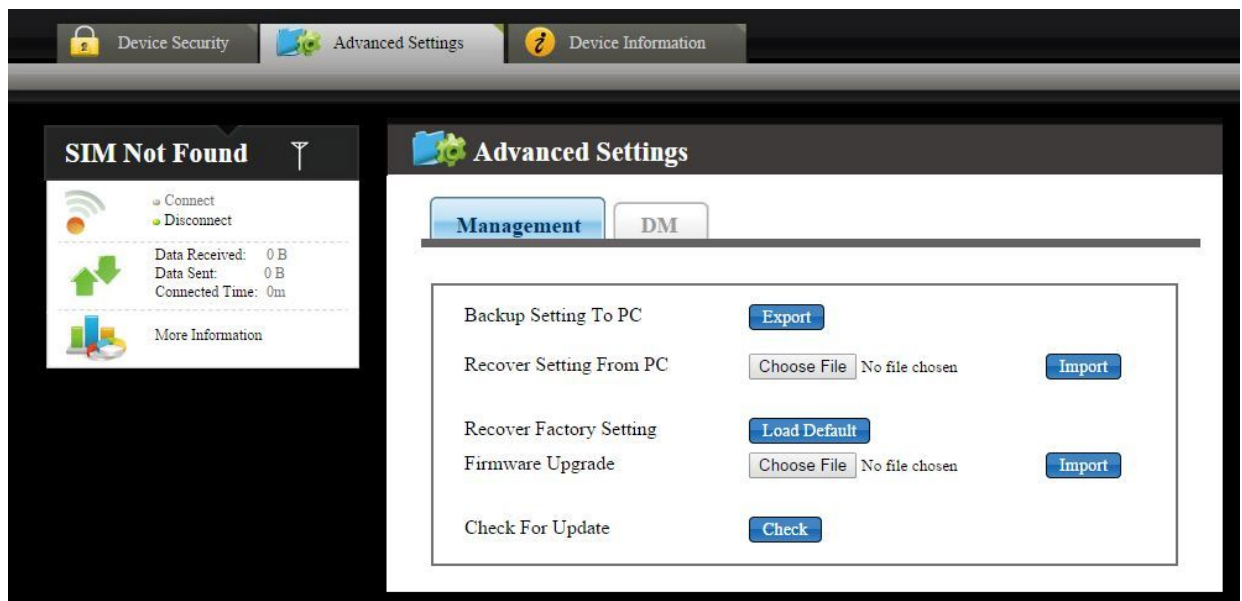 Device Security Advanced Settings Device Information
SIM Not Found
Connect
Disconnect
Data Received: 0 B
Data Sent: 0 B
Connected Time: 0m
More Information
Advanced Settings
Management DM
Backup Setting To PC Export
Recover Setting From PC Choose File No file chosen Import
Recover Factory Setting Load Default
Firmware Upgrade Choose File No file chosen Import
Check For Update Check